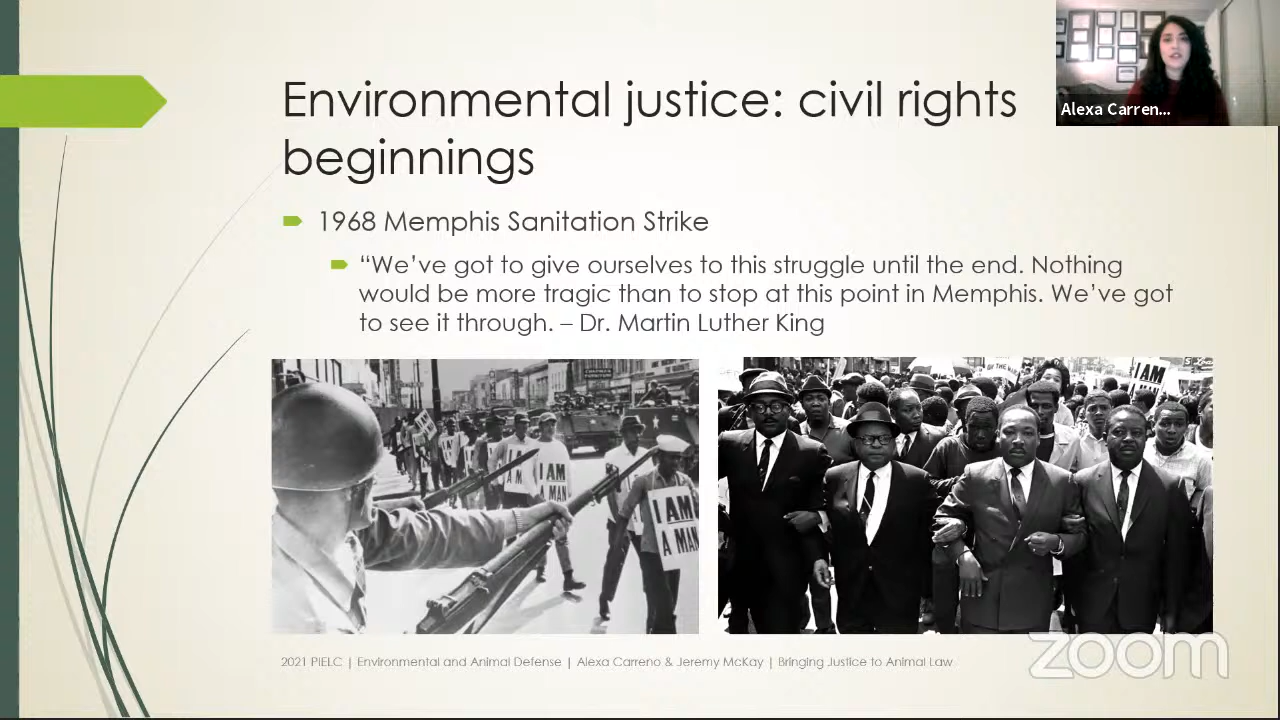 Environmental justice: civil rights
beginnings
Alexa Carren...
1968 Memphis Sanitation Strike
“We’ve got to give ourselves to this struggle until the end. Nothing
would be more tragic than to stop at this point in Memphis. We’ve got
to see it through. – Dr. Martin Luther King
I AM
A MAN
I AM
A MAN
I AM
2021 PIELC | Environmental and Animal Defense | Alexa Carreno & Jeremy McKay | Bringing Justice to Animal Law
zoom